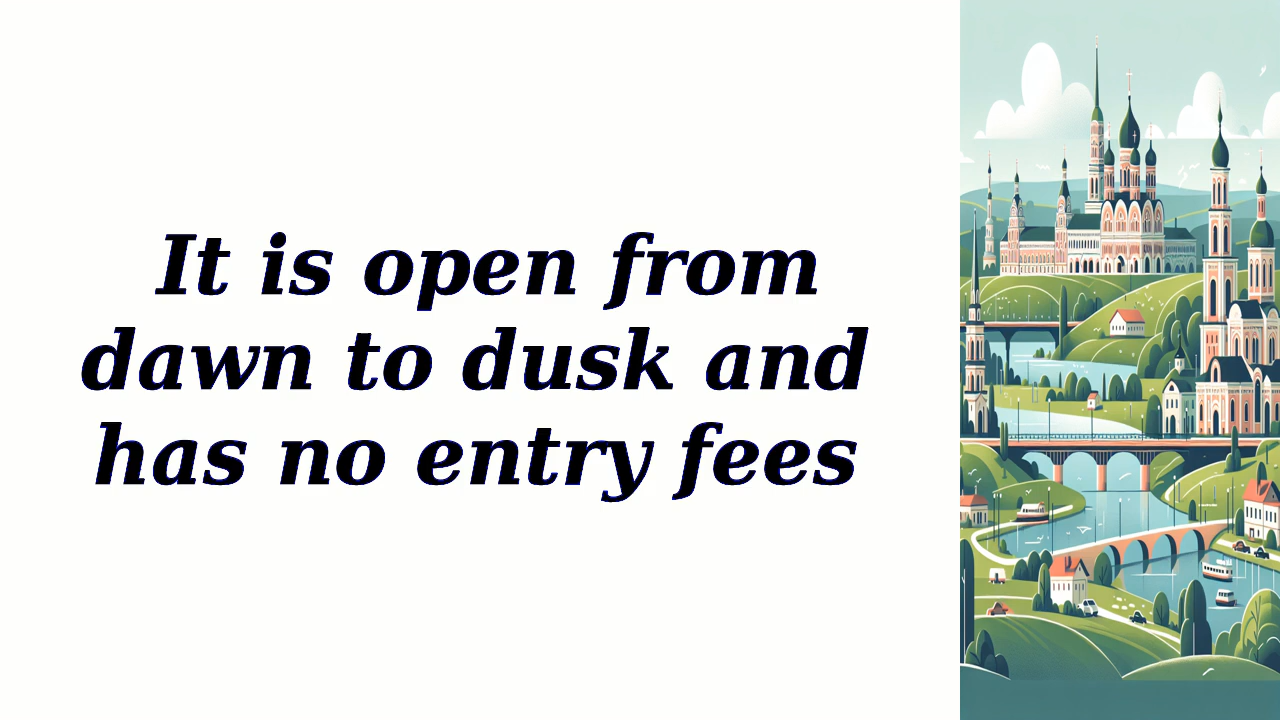 It is open from
dawn to dusk and
has no entry fees